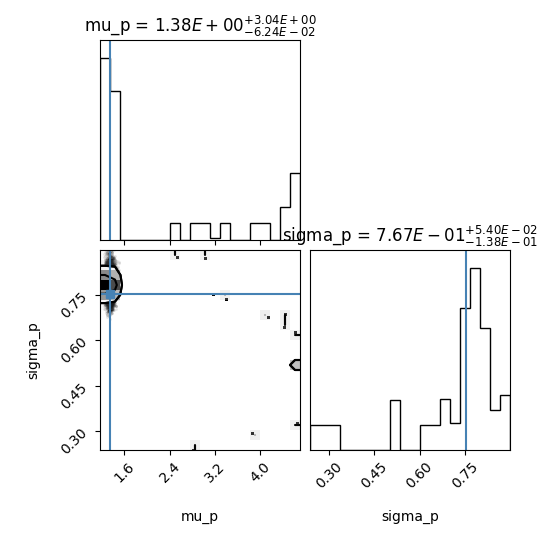 mu_p = 1.38E+00 +3.04E+00 -6.24E-02
sigma_p = 7.67E-01 +5.40E-02 -1.38E-01
0.75
0.60
0.45
0.30
sigma_p
1.6 2.4 3.2 4.0
0.30 0.45 0.60 0.75
mu_p
sigma_p